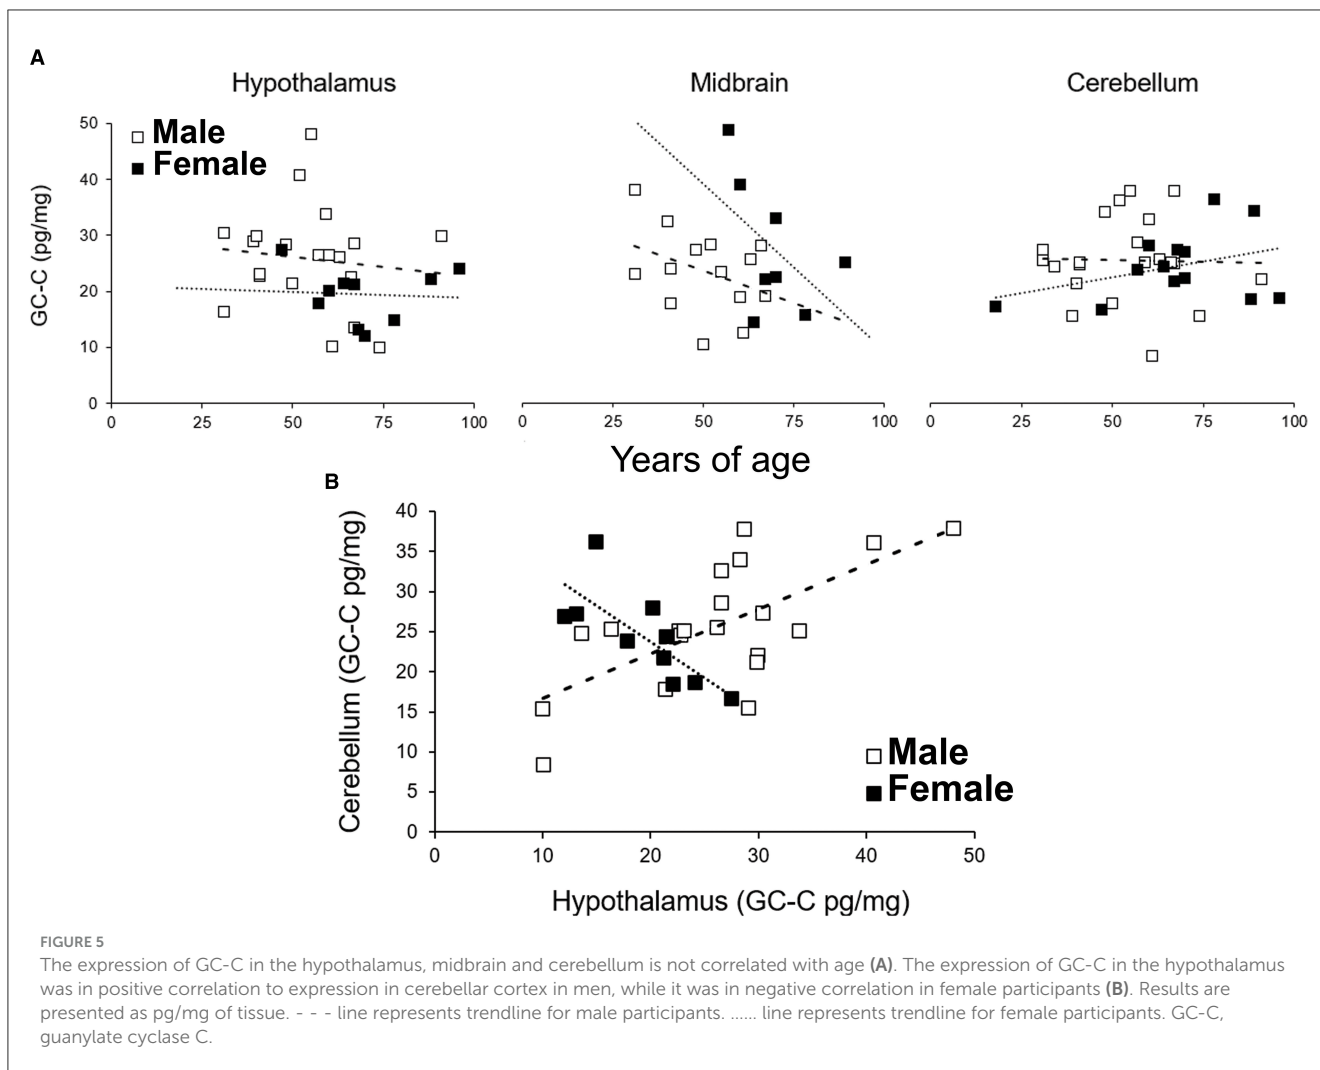 A
Hypothalamus
Midbrain
Cerebellum
GC-C (pg/mg)
50
40
30
20
10
0
Male
Female
0 25 50 75 100
0 25 50 75 100
0 25 50 75 100
Years of age
B
Cerebellum (GC-C pg/mg)
40
35
30
25
20
15
10
5
0
Male
Female
0 10 20 30 40 50
Hypothalamus (GC-C pg/mg)
FIGURE 5
The expression of GC-C in the hypothalamus, midbrain and cerebellum is not correlated with age (A). The expression of GC-C in the hypothalamus
was in positive correlation to expression in cerebellar cortex in men, while it was in negative correlation in female participants (B). Results are
presented as pg/mg of tissue. - - - line represents trendline for male participants. ...... line represents trendline for female participants. GC-C,
guanylate cyclase C.